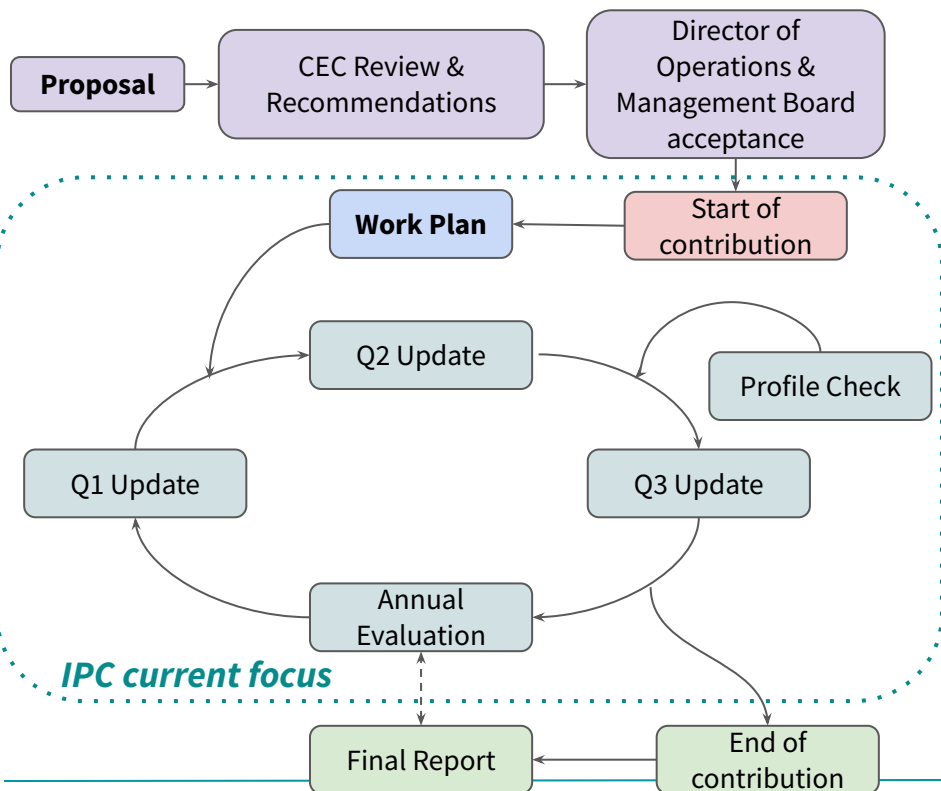 Proposal
CEC Review &
Recommendations
Director of
Operations &
Management Board
acceptance
Work Plan
Start of
contribution
Q2 Update
Profile Check
Q1 Update
Q3 Update
Annual
Evaluation
IPC current focus
Final Report
End of
contribution